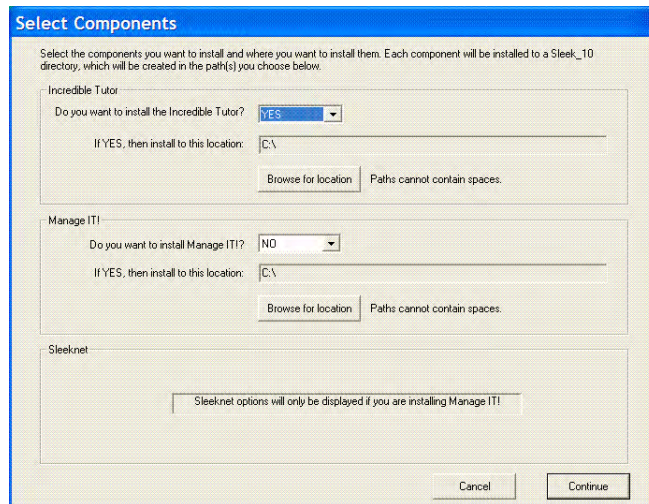 Select Components
Select the components you want to install and where you want to install them. Each component will be installed to a Sleek_10
directory, which will be created in the path(s) you choose below.
Incredible Tutor
Do you want to install the Incredible Tutor? YES
If YES, then install to this location: C:\
Browse for location Paths cannot contain spaces.
Manage IT!
Do you want to install Manage IT!? NO
If YES, then install to this location: C:\
Browse for location Paths cannot contain spaces.
Sleeknet
Sleeknet options will only be displayed if you are installing Manage IT!
Cancel Continue